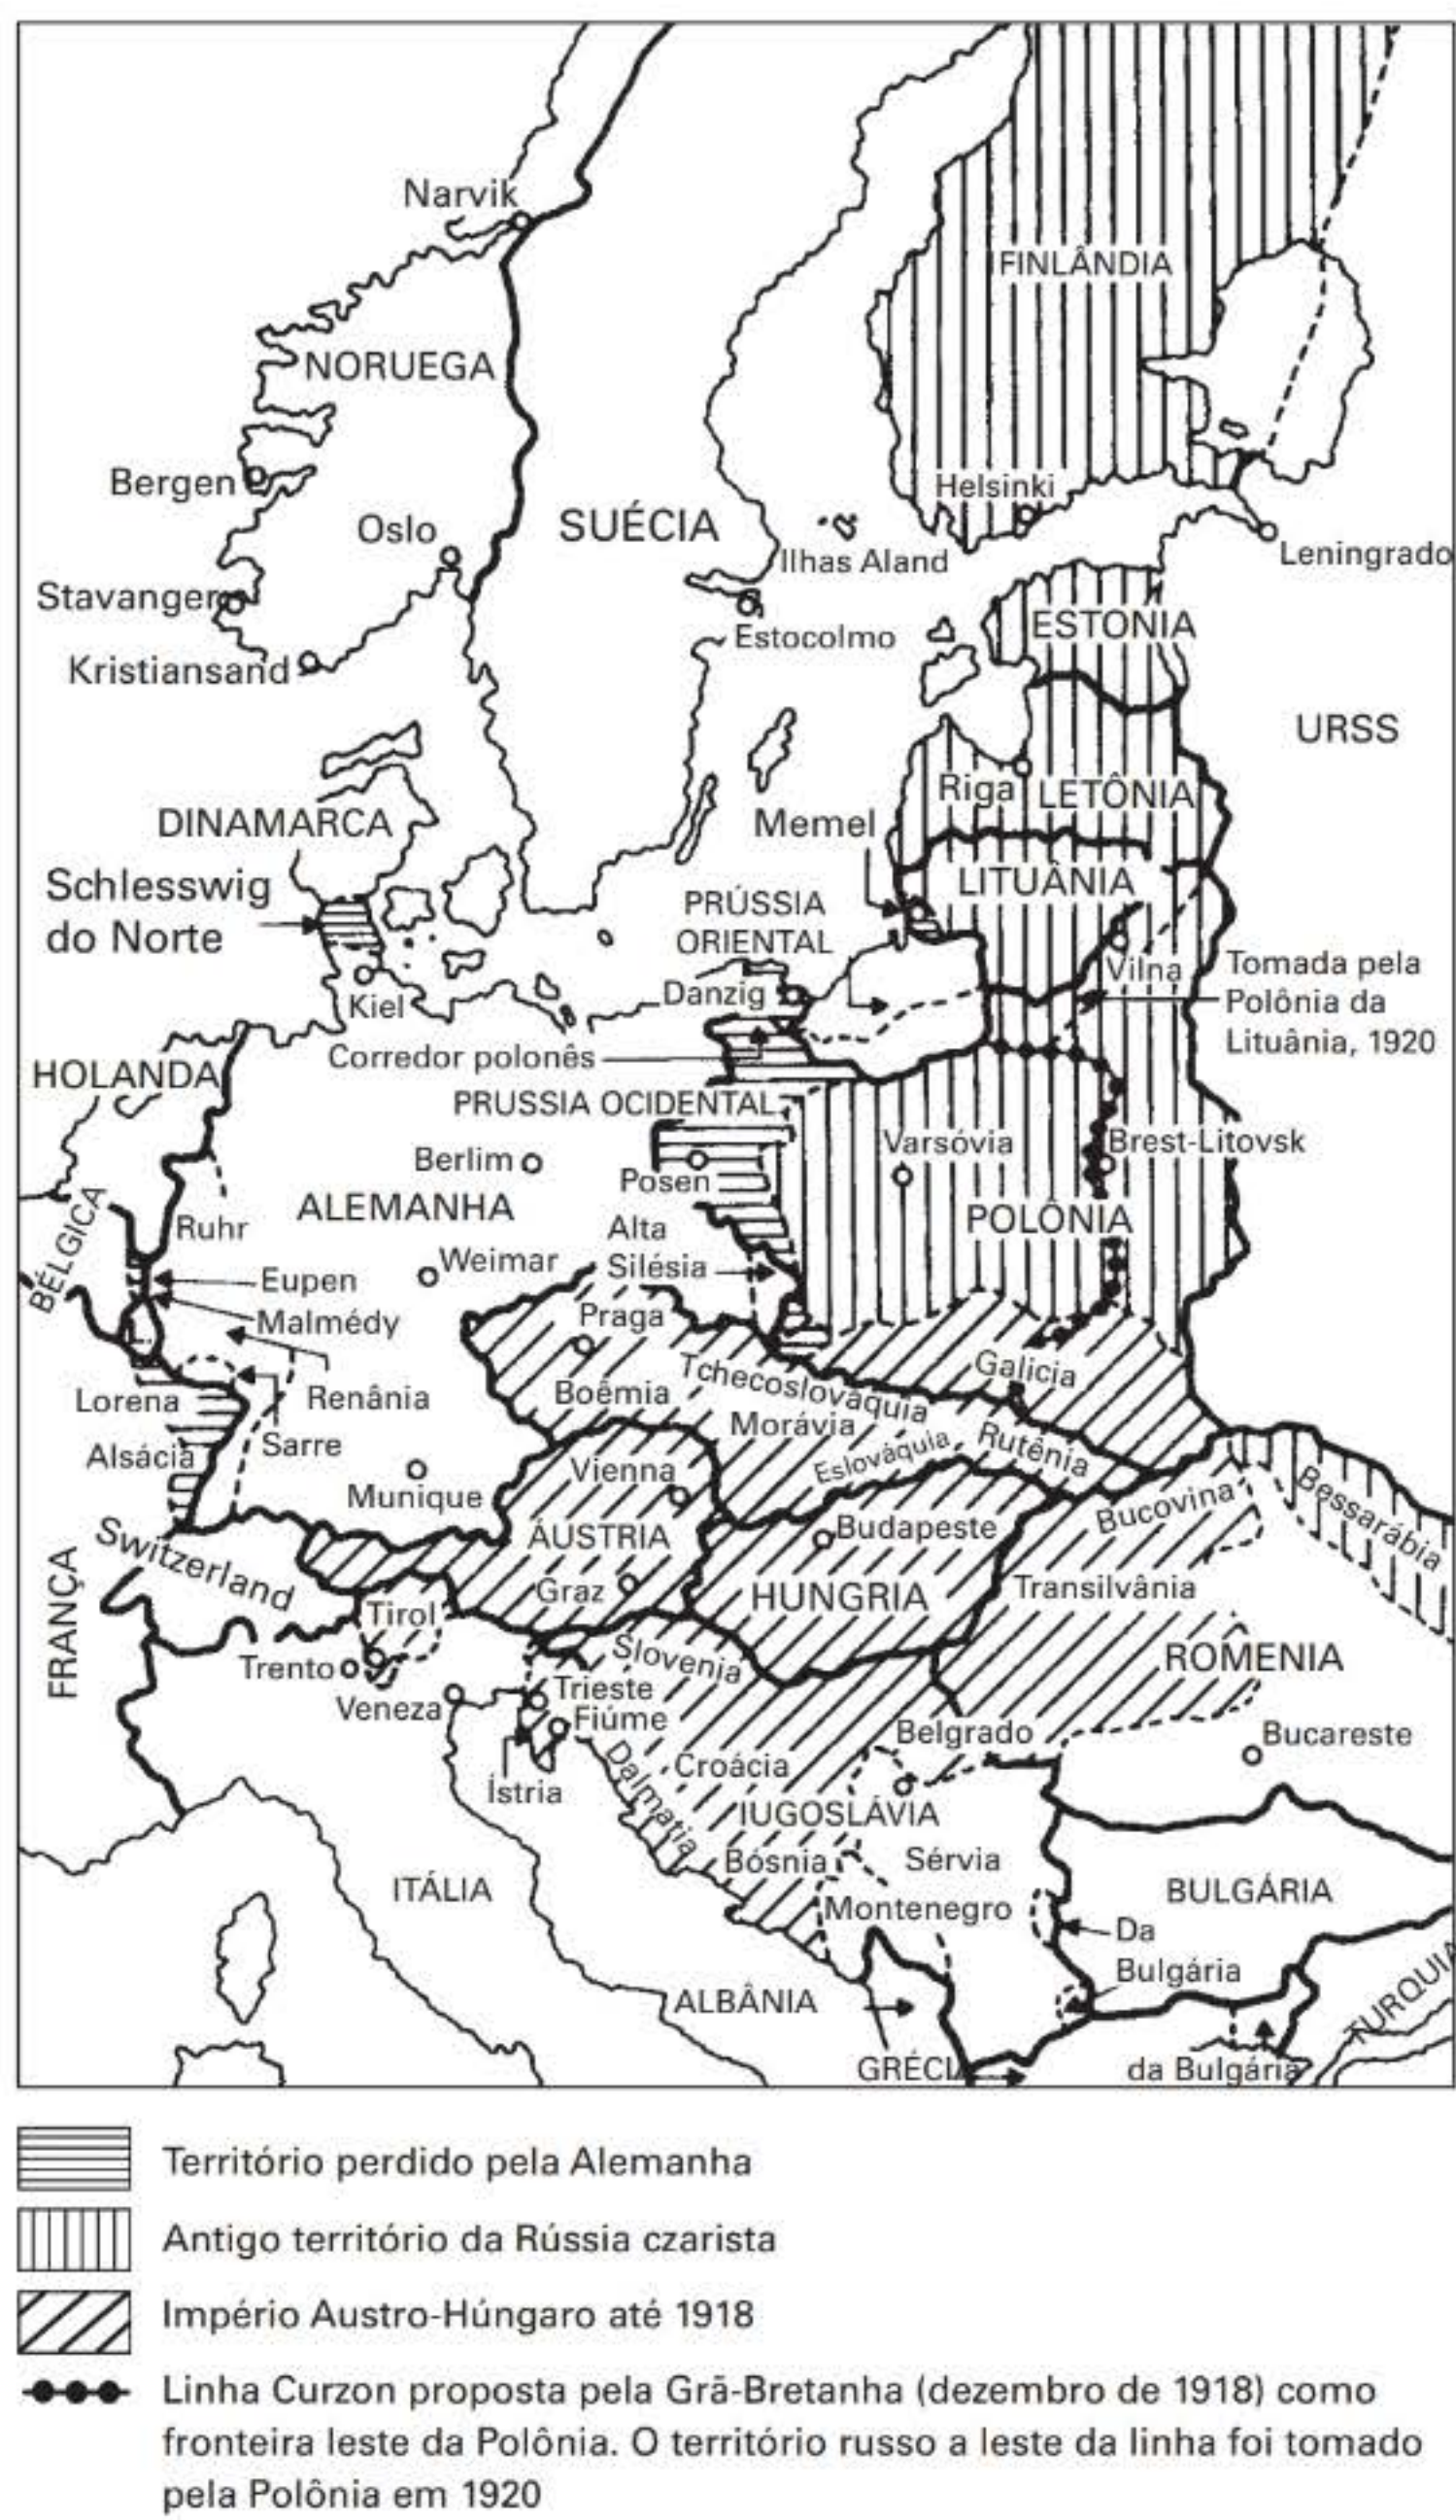 Narvik
FINLÂNDIA
NORUEGA
Bergen
Helsinki
Oslo
SUÉCIA
Ilhas Aland
Leningrado
Stavanger
ESTONIA
Estocolmo
Kristiansand
URSS
Riga
LETÔNIA
DINAMARCA
Memel
Schlesswig
do Norte
LITUÂNIA
PRÚSSIA
ORIENTAL
Vilna
Tomada pela
Polônia da
Lituânia, 1920
Danzig
Kiel
Corredor polonês
HOLANDA
PRUSSIA OCIDENTAL
Varsóvia
Brest-Litovsk
Berlim
Posen
BÉLGICA
ALEMANHA
POLÔNIA
Ruhr
Alta
Silésia
Weimar
Eupen
Malmédy
Praga
Galicia
Tchecoslováquia
Lorena
Renânia
Boêmia
Morávia
Eslováquia
Rutênia
Alsácia
Sarre
Vienna
Munique
Bucovina
Bessarábia
Switzerland
ÁUSTRIA
Budapeste
FRANÇA
Graz
HUNGRIA
Transilvânia
Tirol
Slovenia
ROMENIA
Trento
Veneza
Trieste
Fiúme
Belgrado
Bucareste
Croácia
Ístria
Dalmatia
IUGOSLÁVIA
Bósnia
Sérvia
ITÁLIA
Montenegro
BULGÁRIA
Da
Bulgária
ALBÂNIA
TURQUIA
GRÉCIA
da Bulgária
Território perdido pela Alemanha
Antigo território da Rússia czarista
Império Austro-Húngaro até 1918
Linha Curzon proposta pela Grã-Bretanha (dezembro de 1918) como
fronteira leste da Polônia. O território russo a leste da linha foi tomado
pela Polônia em 1920